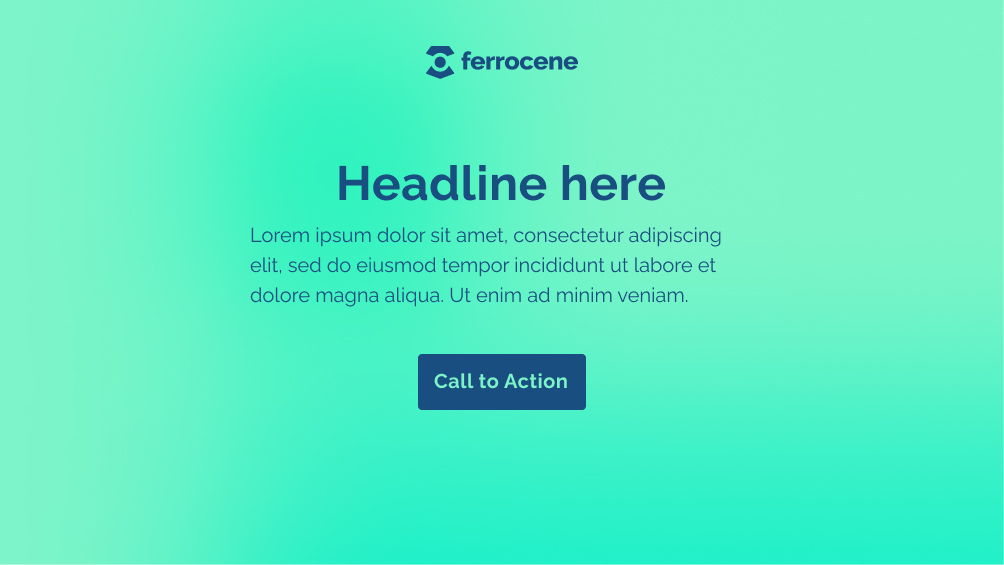 ferrocene
Headline here
Lorem ipsum dolor sit amet, consectetur adipiscing
elit, sed do eiusmod tempor incididunt ut labore et
dolore magna aliqua. Ut enim ad minim veniam.
Call to Action